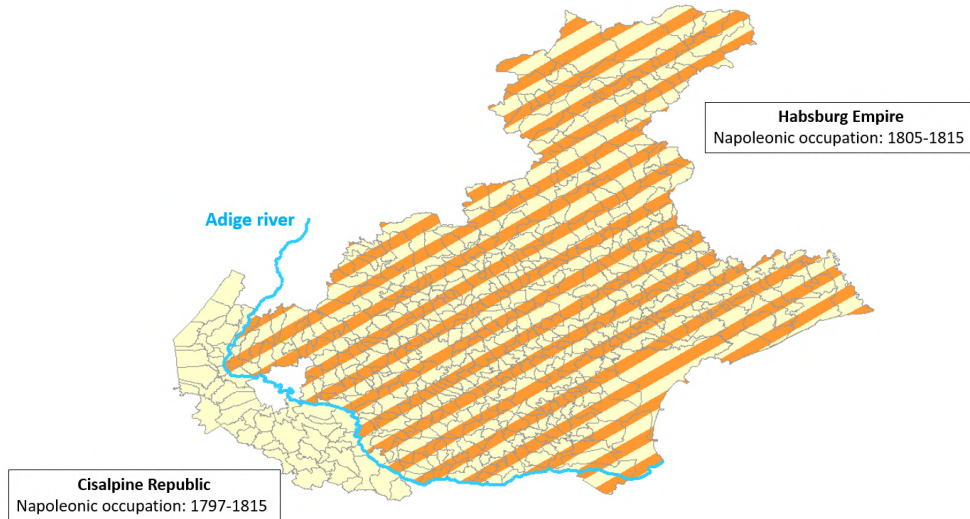 Habsburg Empire
Napoleonic occupation: 1805-1815
Adige river
Cisalpine Republic
Napoleonic occupation: 1797-1815